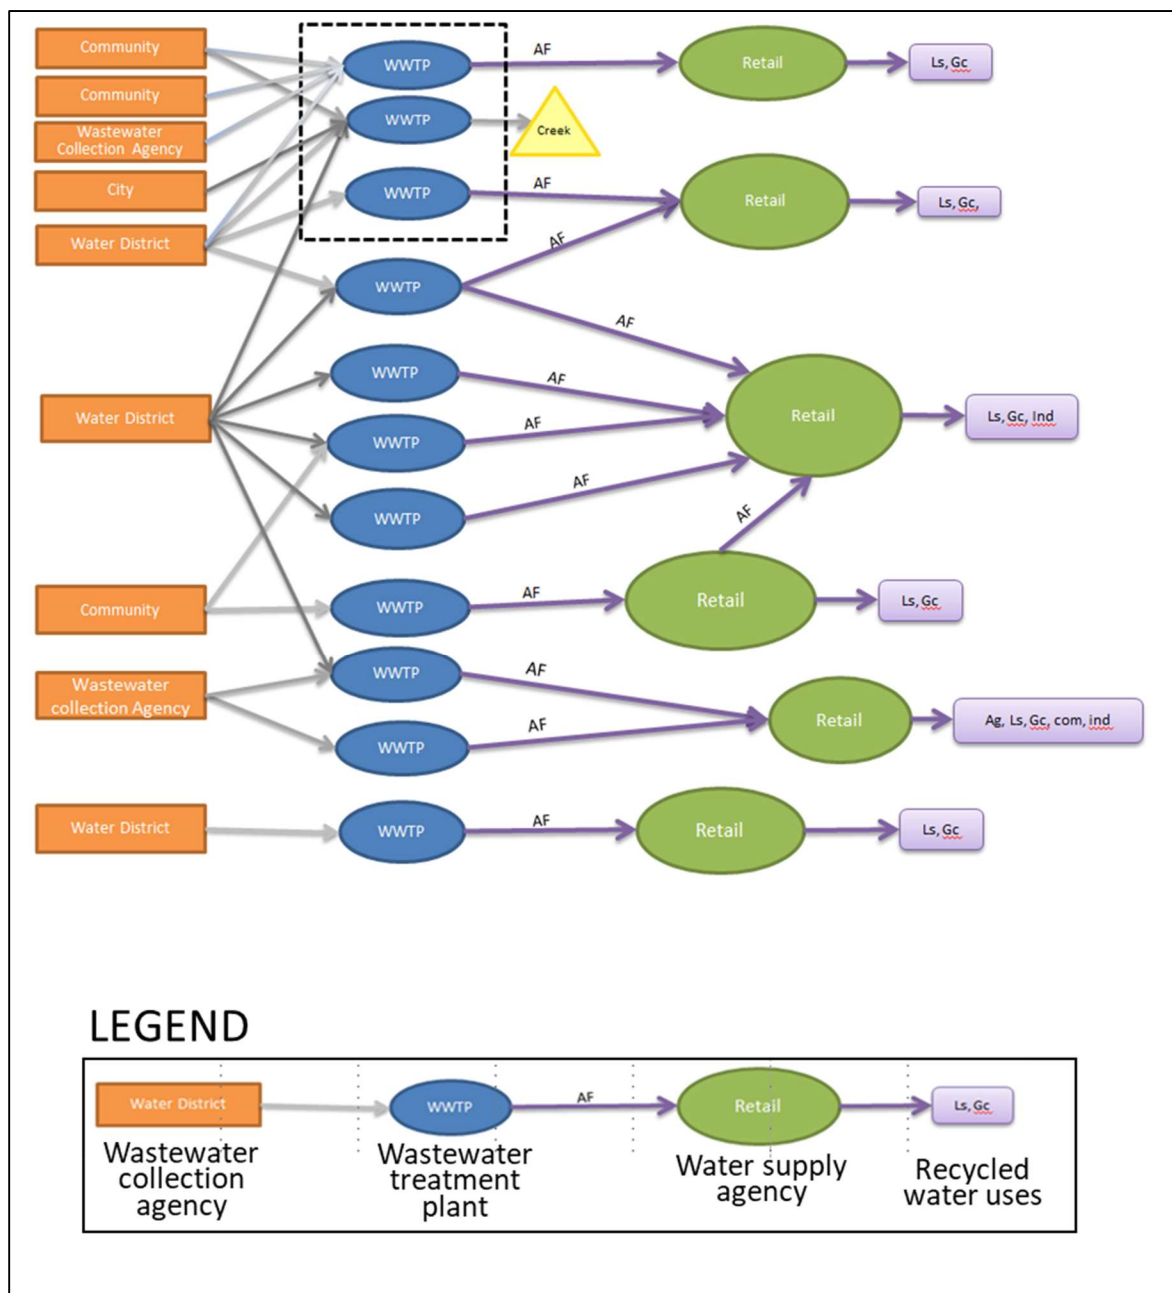 Community
WWTP
AF
Retail
Ls, Gc
Community
WWTP
Creek
Wastewater
Collection Agency
City
WWTP
AF
Retail
Ls, Gc,
Water District
AF
WWTP
AF
WWTP
AF
Water District
Retail
Ls, Gc, Ind
WWTP
AF
WWTP
AF
AF
Community
WWTP
AF
Retail
Ls, Gc
Wastewater
collection Agency
WWTP
AF
Retail
Ag, Ls, Gc, com, ind
WWTP
AF
Water District
WWTP
AF
Retail
Ls, Gc
LEGEND
Water District
WWTP
AF
Retail
Ls, Gc
Wastewater
collection
agency
Wastewater
treatment
plant
Water supply
agency
Recycled
water uses